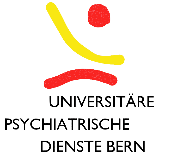 UNIVERSITÄRE
PSYCHIATRISCHE
DIENSTE BERN